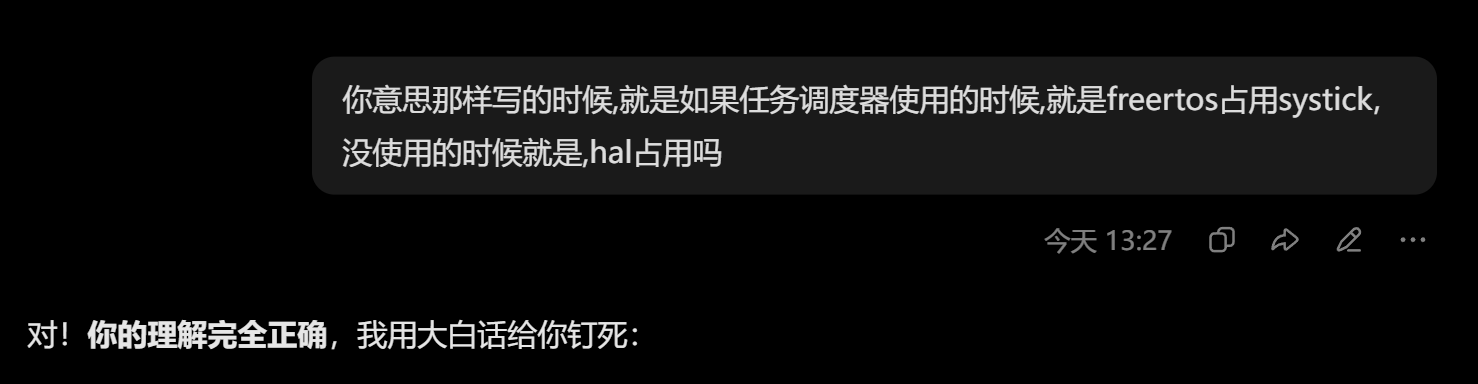 你意思那样写的时候,就是如果任务调度器使用的时候,就是freertos占用systick,
没使用的时候就是,hal占用吗
今天 13:27
对！你的理解完全正确，我用大白话给你钉死：